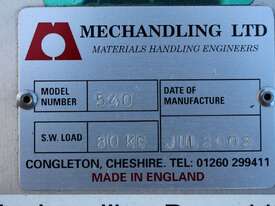 MECHANDLING LTD
MATERIALS HANDLING ENGINEERS
MODEL NUMBER 540
DATE OF MANUFACTURE
S.W. LOAD 80 KG
CONGLETON, CHESHIRE. TEL: 01260 299411
MADE IN ENGLAND